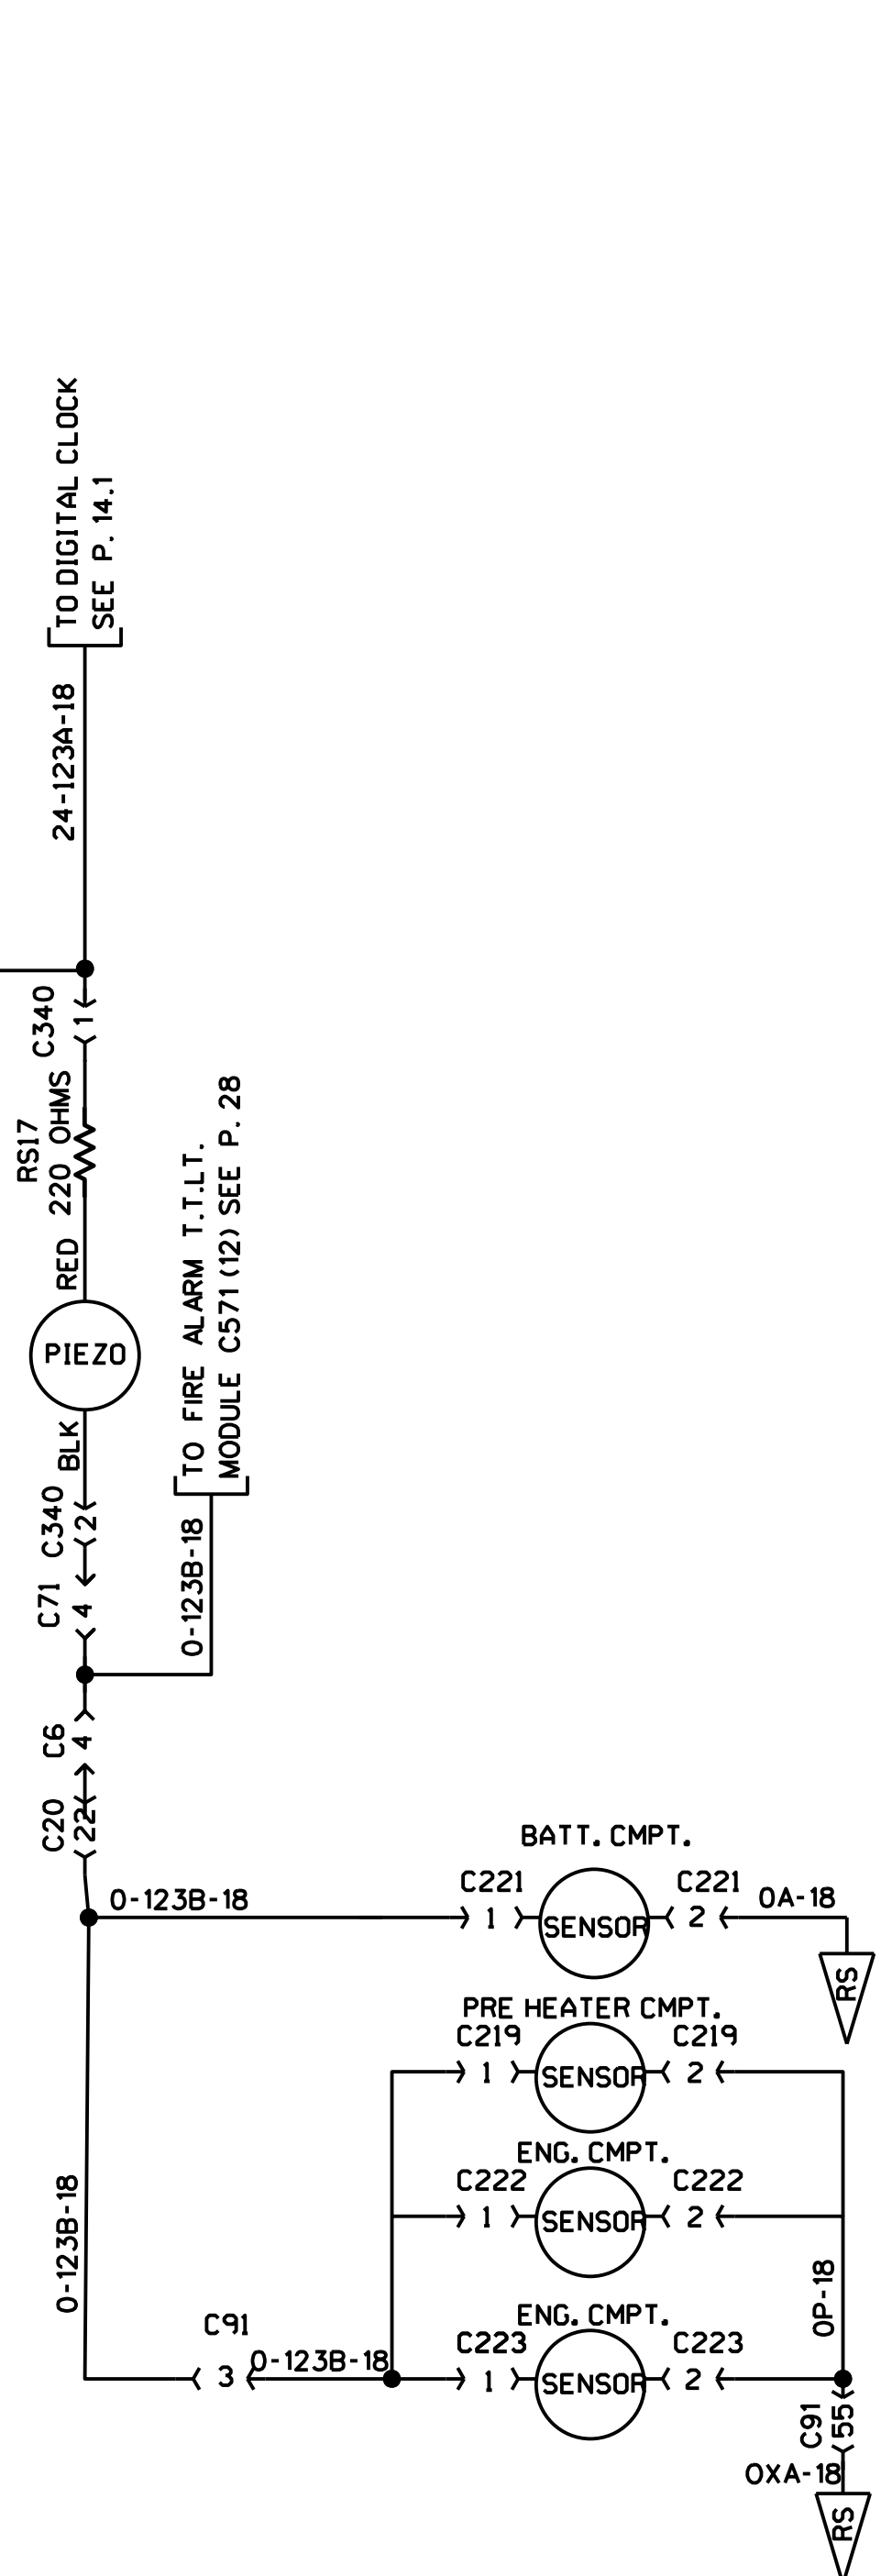 TO DIGITAL CLOCK
SEE P. 14.1
24-123A-18
C340
1
RS17
220 OHMS
RED
PIEZO
BLK
TO FIRE ALARM T.T.LT.
MODULE C571 (12) SEE P. 28
C340
2
0-123B-18
C71
4
C6
4
C20
22
BATT. CMPT.
0-123B-18
C221
C221
0A-18
1
SENSOR
2
RS
PRE HEATER CMPT.
C219
C219
1
SENSOR
2
ENG. CMPT.
C222
C222
1
SENSOR
2
0-123B-18
0P-18
ENG. CMPT.
C91
C223
C223
3
0-123B-18
1
SENSOR
2
C91
55
0XA-18
RS